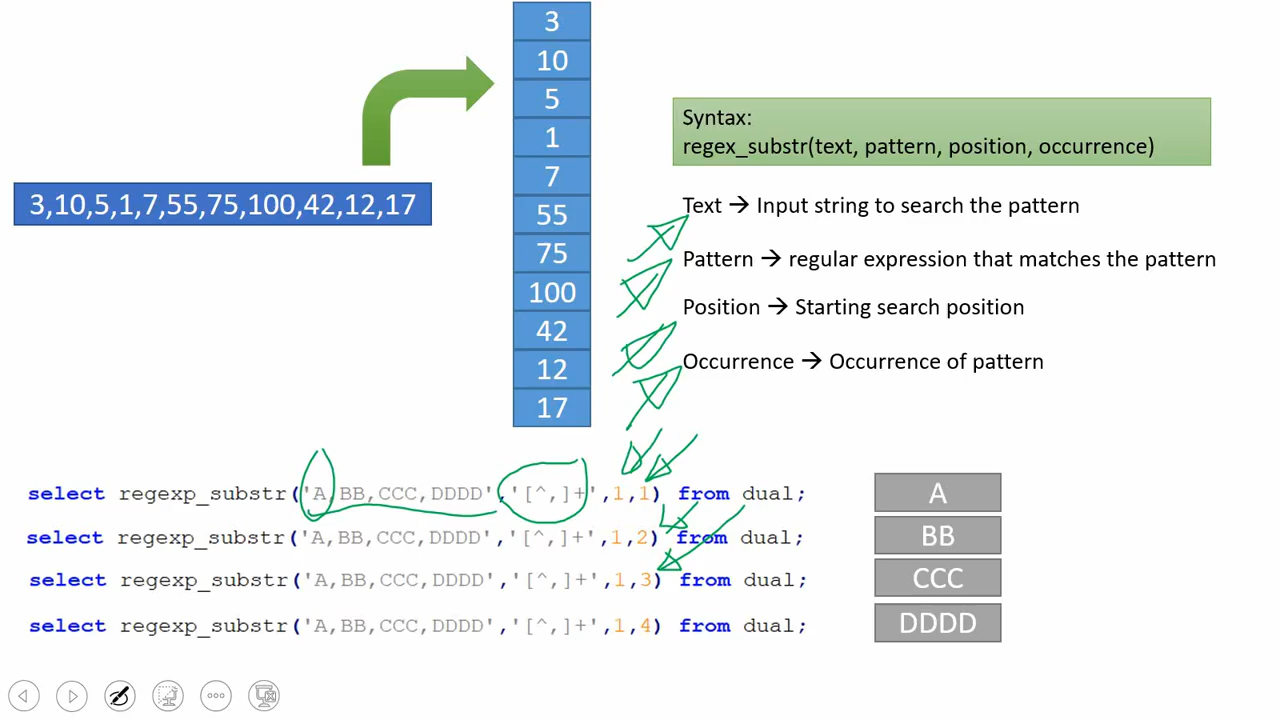 3
10
5
1
7
55
75
100
42
12
17
3,10,5,1,7,55,75,100,42,12,17
Syntax:
regex_substr(text, pattern, position, occurrence)
Text → Input string to search the pattern
Pattern → regular expression that matches the pattern
Position → Starting search position
Occurrence → Occurrence of pattern
select regexp_substr('A,BB,CCC,DDDD','[^,]+',1,1) from dual;
A
select regexp_substr('A,BB,CCC,DDDD','[^,]+',1,2) from dual;
BB
select regexp_substr('A,BB,CCC,DDDD','[^,]+',1,3) from dual;
CCC
select regexp_substr('A,BB,CCC,DDDD','[^,]+',1,4) from dual;
DDDD